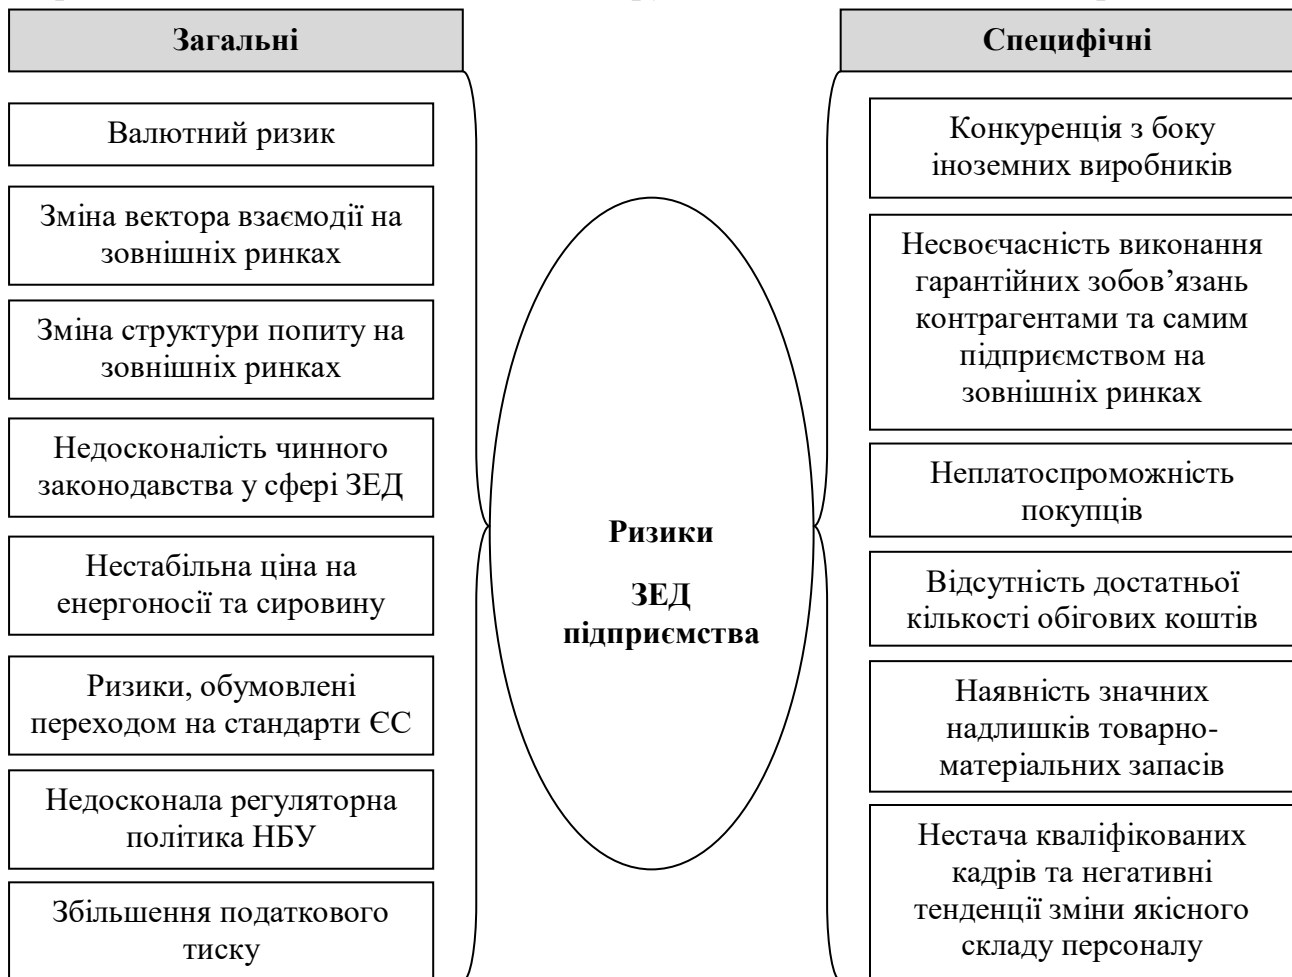 Загальні
Валютний ризик
Зміна вектора взаємодії на
зовнішніх ринках
Зміна структури попиту на
зовнішніх ринках
Недосконалість чинного
законодавства у сфері ЗЕД
Нестабільна ціна на
енергоносії та сировину
Ризики, обумовлені
переходом на стандарти ЄС
Недосконала регуляторна
політика НБУ
Збільшення податкового
тиску
Ризики
ЗЕД
підприємства
Специфічні
Конкуренція з боку
іноземних виробників
Несвоєчасність виконання
гарантійних зобов’язань
контрагентами та самим
підприємством на
зовнішніх ринках
Неплатоспроможність
покупців
Відсутність достатньої
кількості обігових коштів
Наявність значних
надлишків товарно-
матеріальних запасів
Нестача кваліфікованих
кадрів та негативні
тенденції зміни якісного
складу персоналу